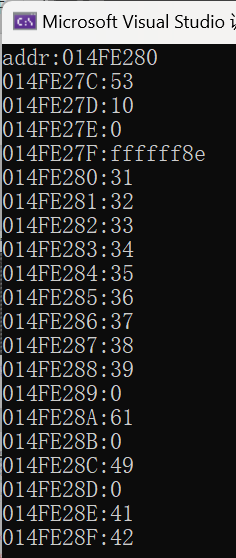 Microsoft Visual Studio
addr:014FE280
014FE27C:53
014FE27D:10
014FE27E:0
014FE27F:ffffff8e
014FE280:31
014FE281:32
014FE282:33
014FE283:34
014FE284:35
014FE285:36
014FE286:37
014FE287:38
014FE288:39
014FE289:0
014FE28A:61
014FE28B:0
014FE28C:49
014FE28D:0
014FE28E:41
014FE28F:42